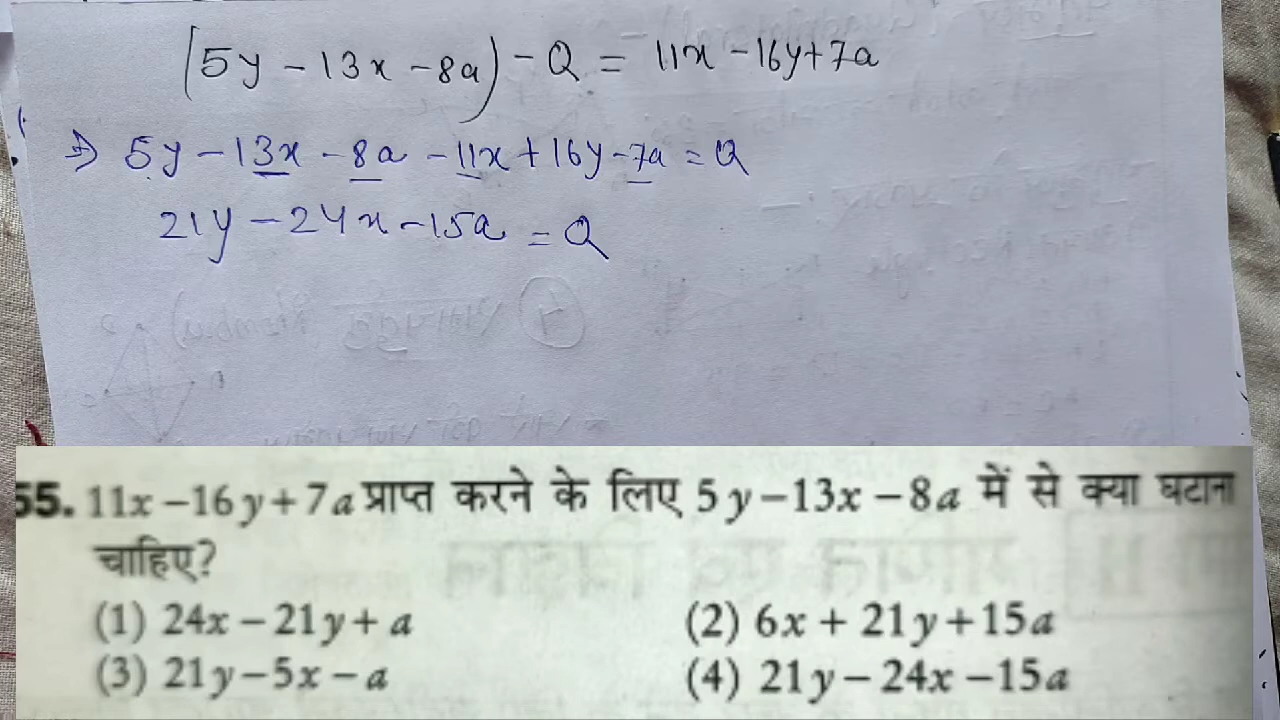 (5y - 13x - 8a) - Q = 11x - 16y + 7a
⇒ 5y - 13x - 8a - 11x + 16y - 7a = Q
21y - 24x - 15a = Q
55. 11x - 16y + 7a प्राप्त करने के लिए 5y - 13x - 8a में से क्या घटाना
चाहिए?
(1) 24x - 21y + a (2) 6x + 21y + 15a
(3) 21y - 5x - a (4) 21y - 24x - 15a